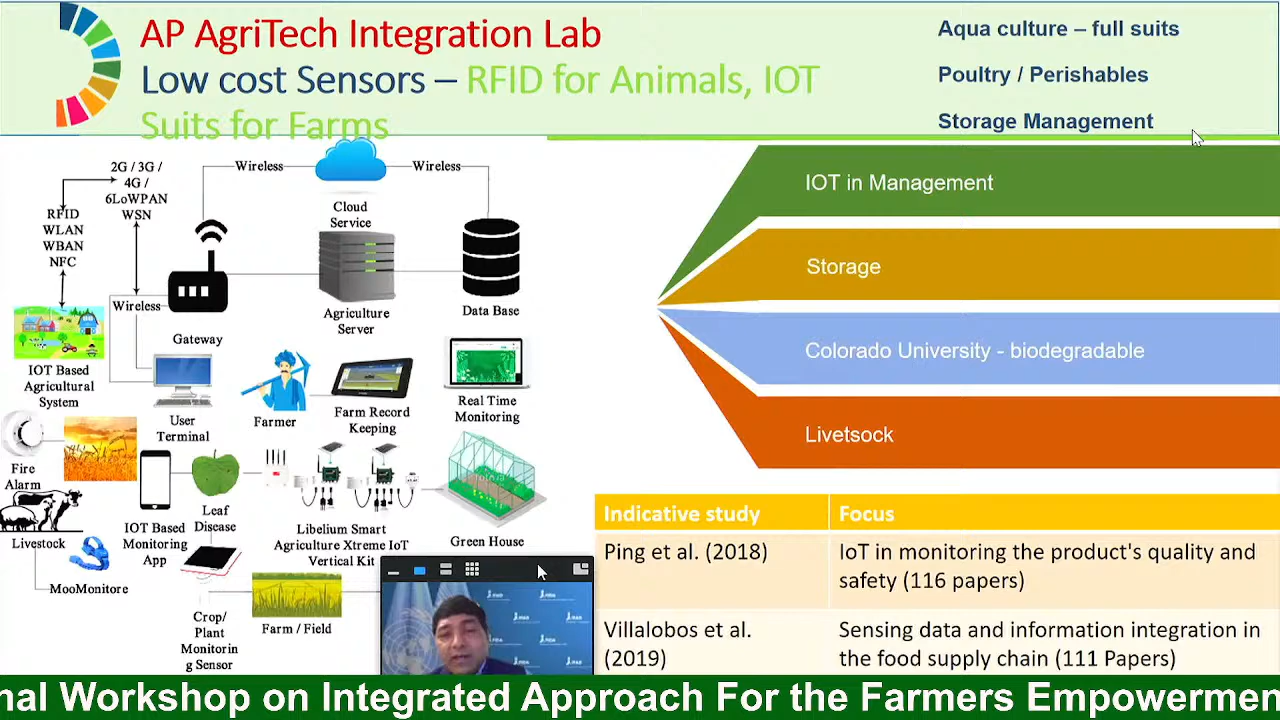 AP AgriTech Integration Lab
Low cost Sensors – RFID for Animals, IOT
Suits for Farms
Aqua culture – full suits
Poultry / Perishables
Storage Management
2G / 3G /
4G /
6LoWPAN
WSN
Wireless
Wireless
Cloud
Service
RFID
WLAN
WBAN
NFC
Wireless
Gateway
Agriculture
Server
Data Base
IOT Based
Agricultural
System
User
Terminal
Farmer
Farm Record
Keeping
Real Time
Monitoring
Fire
Alarm
Livestock
IOT Based
Monitoring
App
Leaf
Disease
Libelium Smart
Agriculture Xtreme IoT
Vertical Kit
Green House
MooMonitore
Crop/
Plant
Monitorin
g Sensor
Farm / Field
IOT in Management
Storage
Colorado University - biodegradable
Livetsock
Indicative study
Focus
Ping et al. (2018)
IoT in monitoring the product's quality and
safety (116 papers)
Villalobos et al.
(2019)
Sensing data and information integration in
the food supply chain (111 Papers)
nal Workshop on Integrated Approach For the Farmers Empowermen